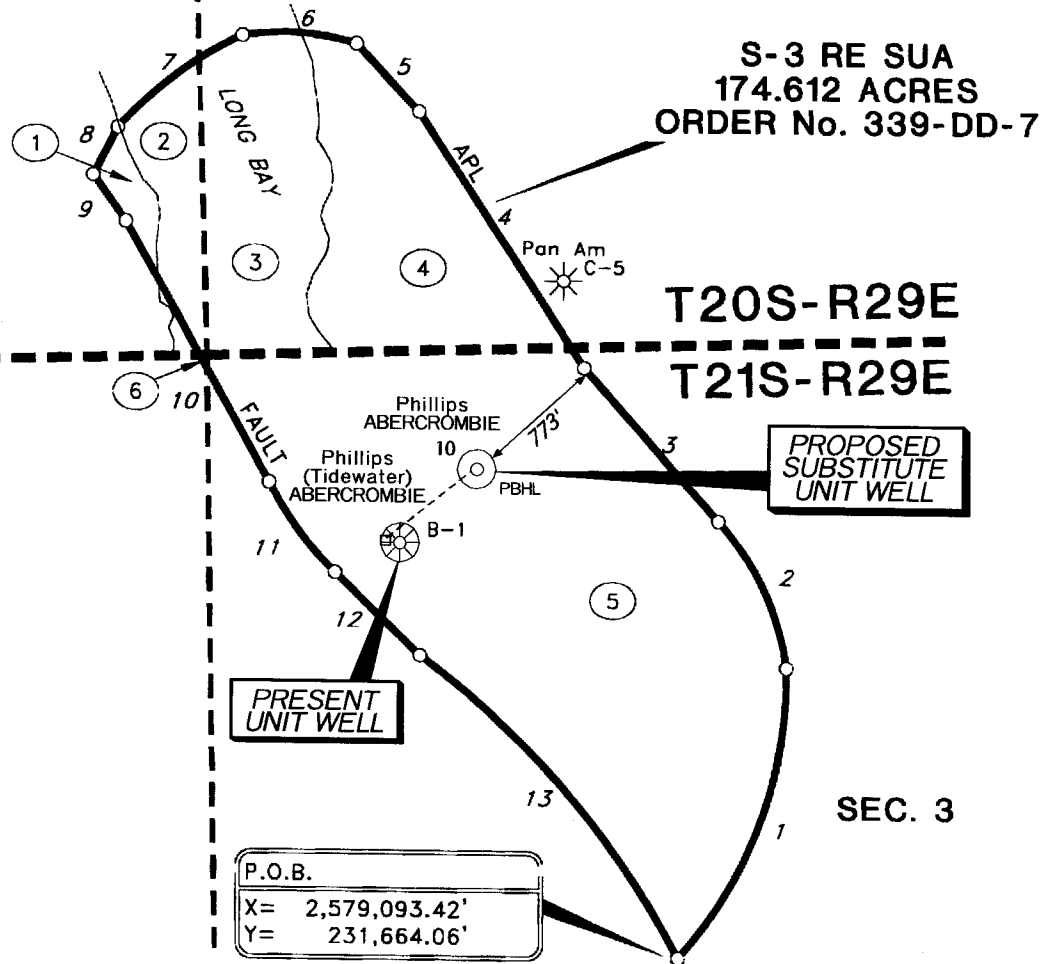 S-3 RE SUA
174.612 ACRES
ORDER No. 339-DD-7
6
7
5
8
1
2
LONG BAY
APL
4
9
3
4
Pan Am
C-5
T20S-R29E
T21S-R29E
6
10
FAULT
Phillips
ABERCROMBIE
10
773'
3
PBHL
PROPOSED
SUBSTITUTE
UNIT WELL
Phillips
(Tidewater)
ABERCROMBIE
B-1
11
2
5
12
PRESENT
UNIT WELL
13
1
SEC. 3
P.O.B.
X= 2,579,093.42'
Y= 231,664.06'